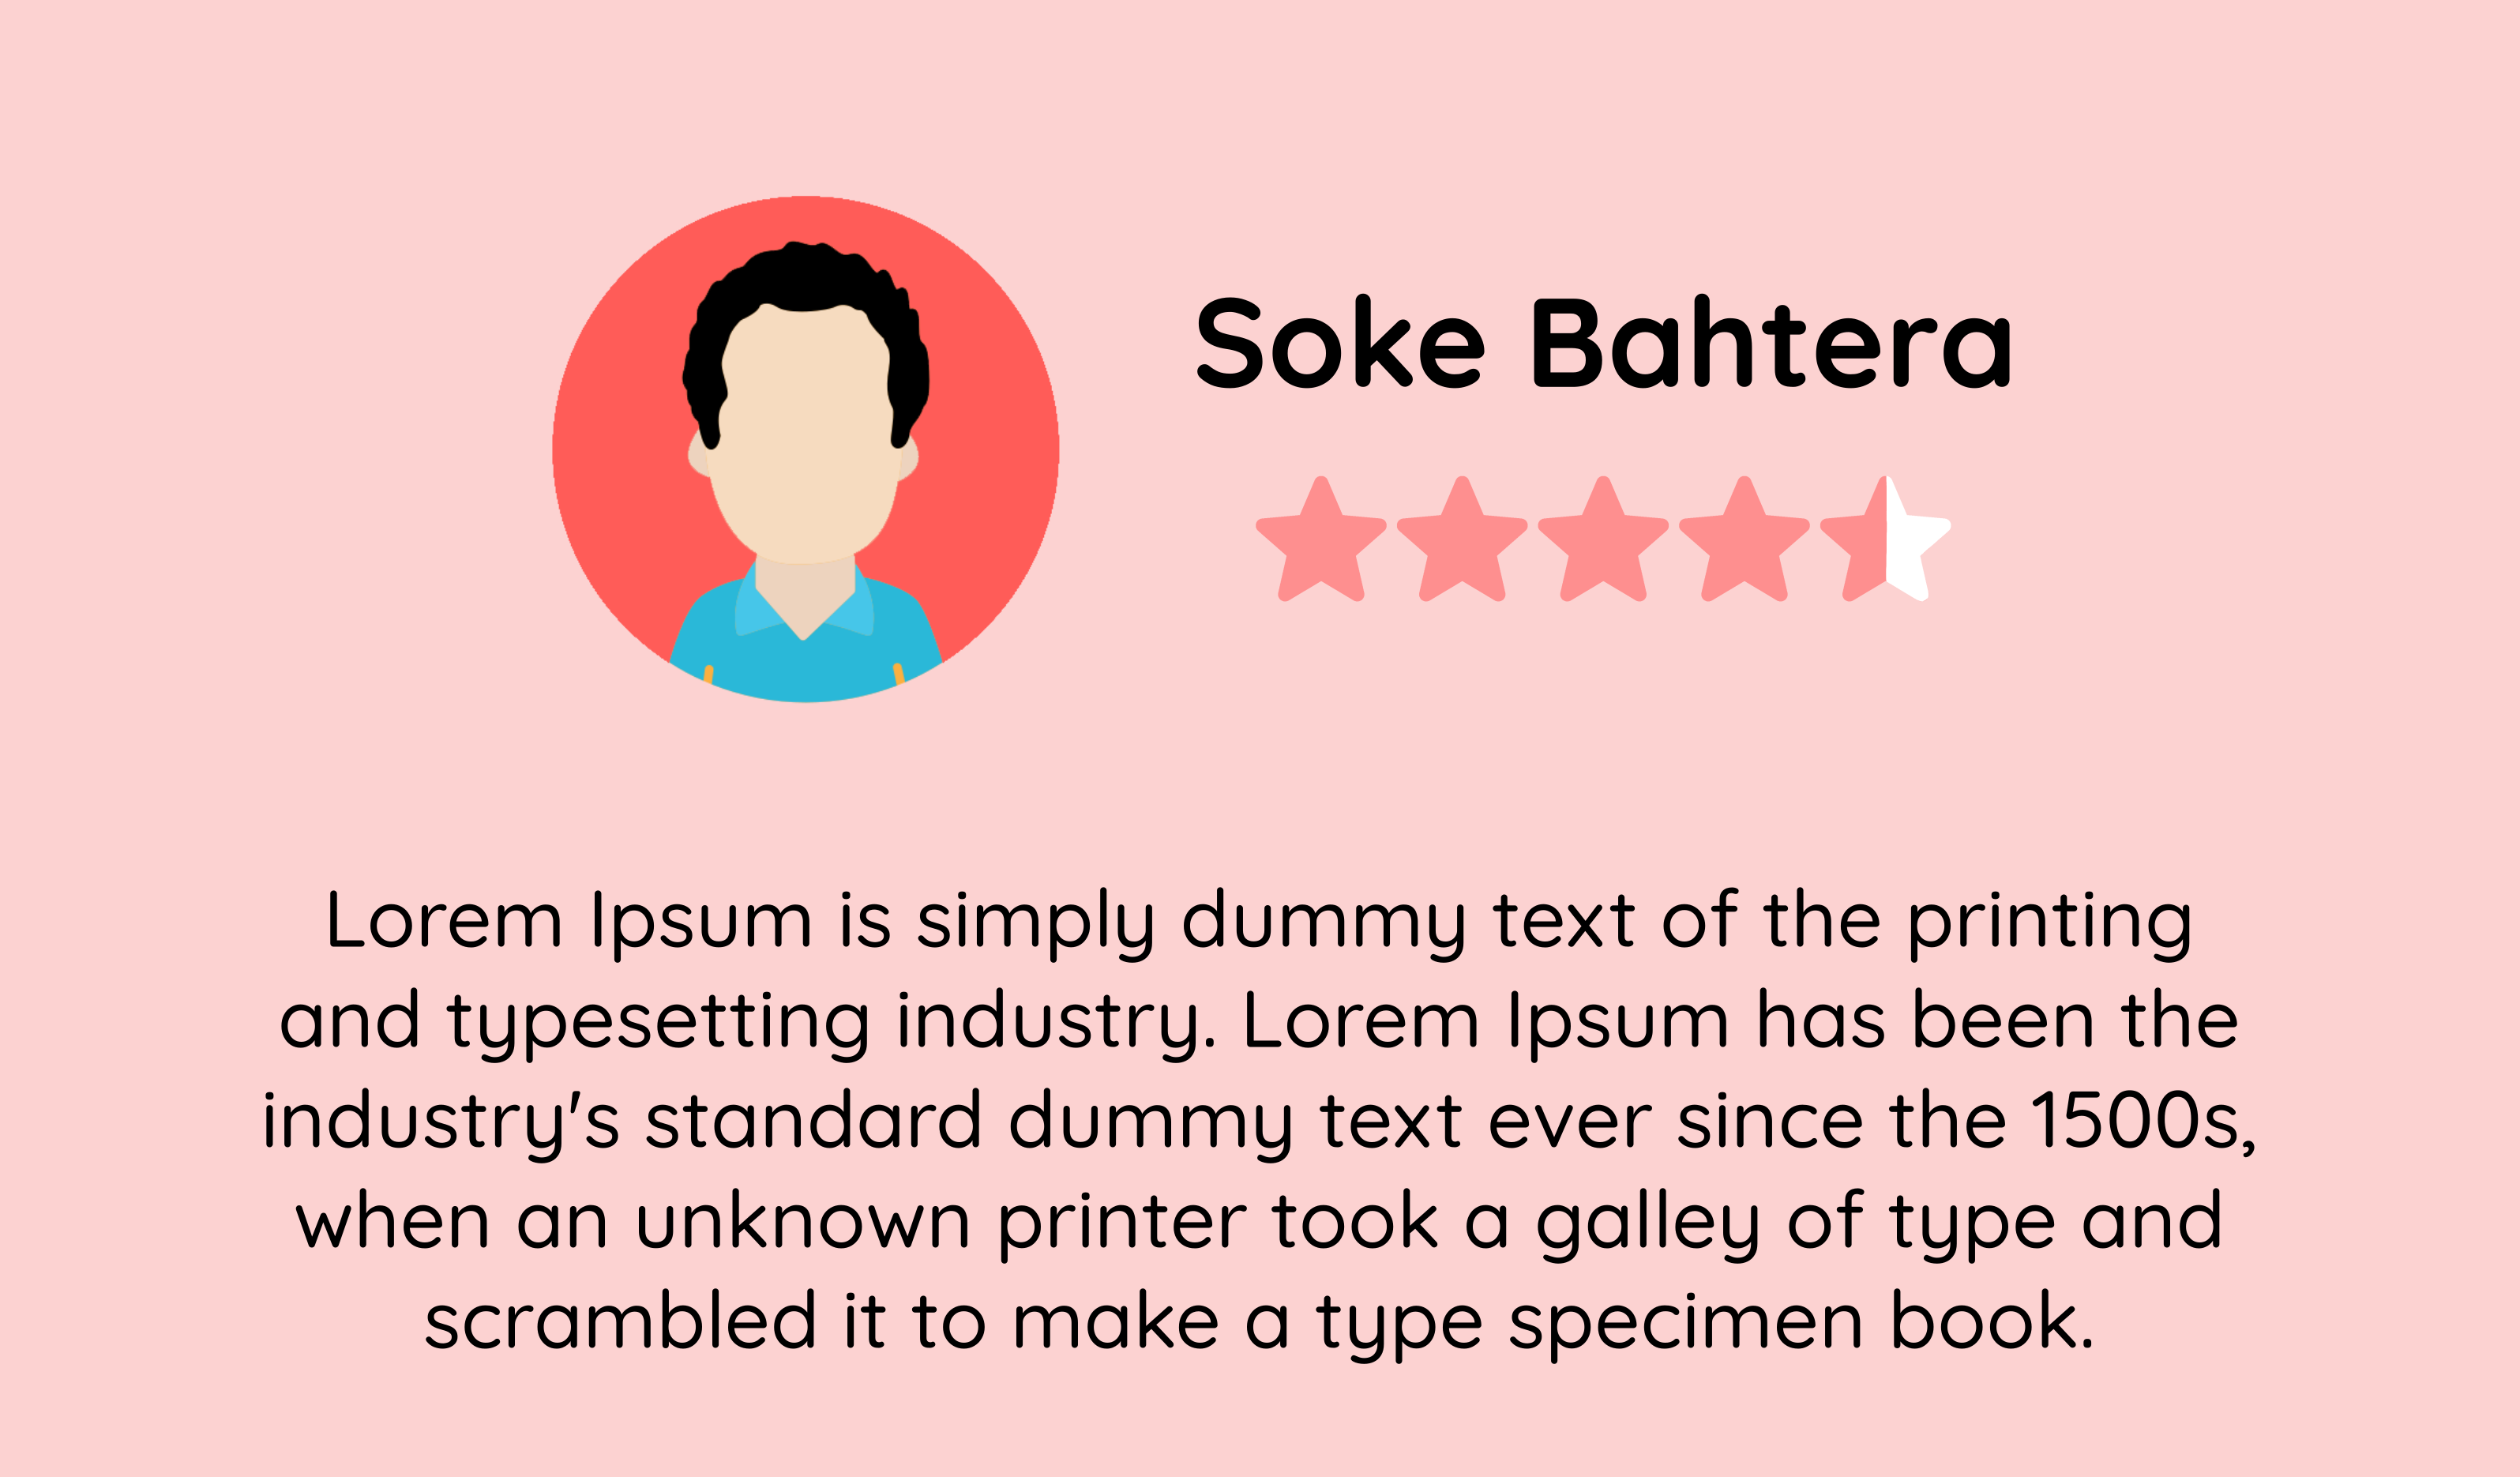 Soke Bahtera
Lorem Ipsum is simply dummy text of the printing
and typesetting industry. Lorem Ipsum has been the
industry's standard dummy text ever since the 1500s,
when an unknown printer took a galley of type and
scrambled it to make a type specimen book.